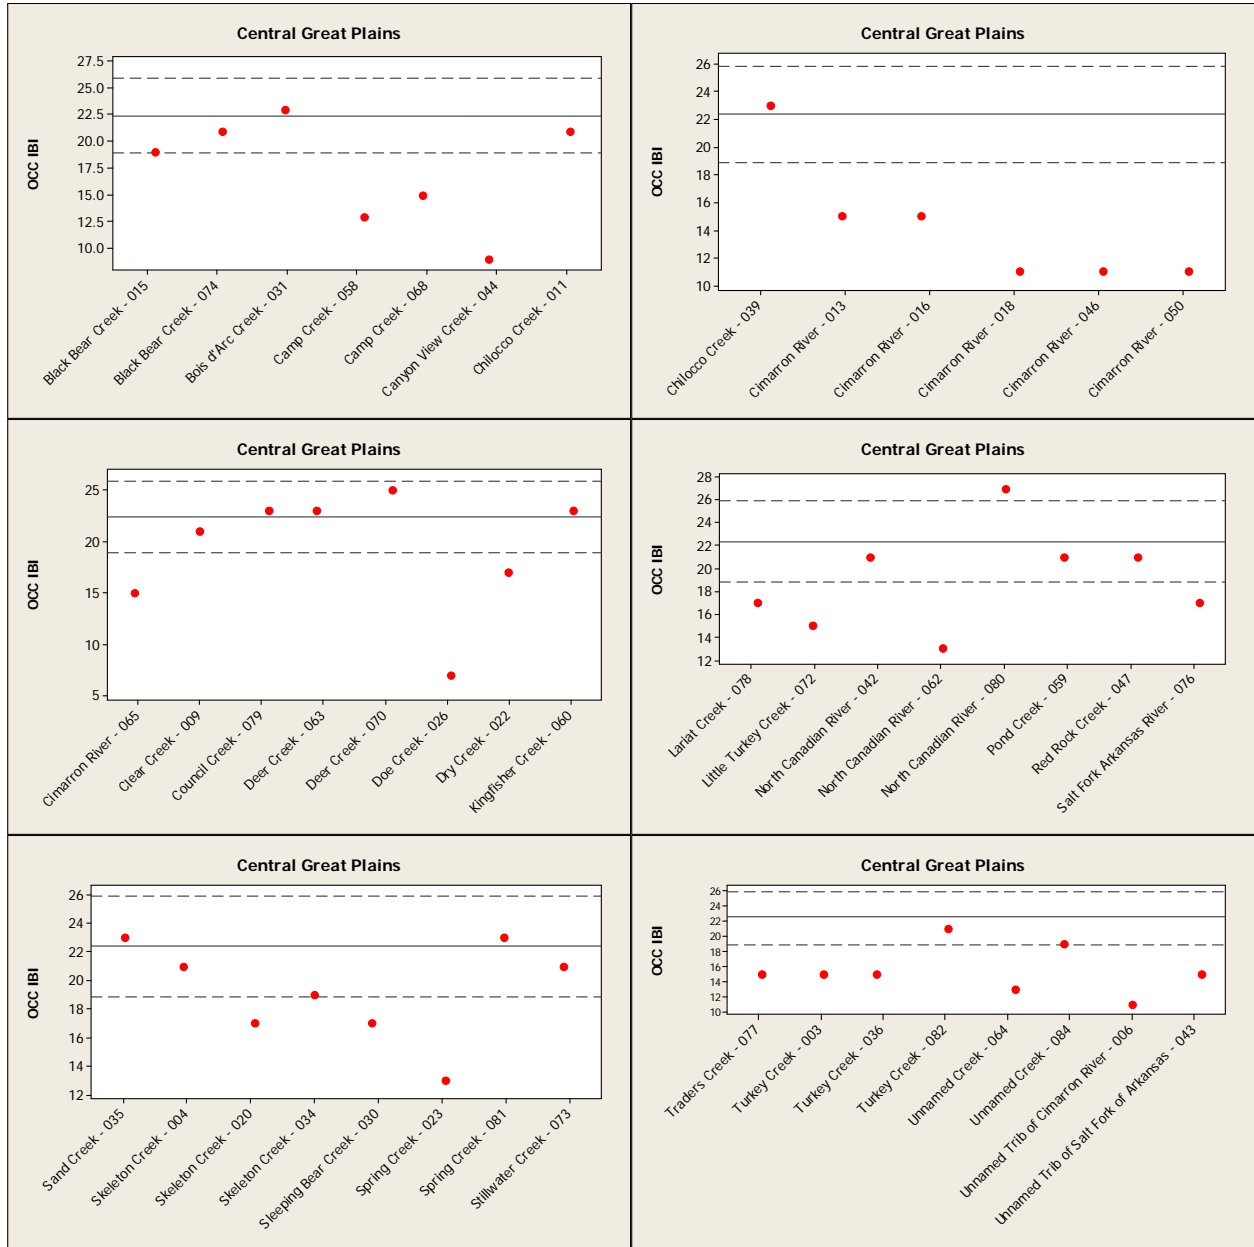 Central Great Plains
OCC IBI
27.5
25.0
22.5
20.0
17.5
15.0
12.5
10.0
Black Bear Creek - 015
Black Bear Creek - 074
Bois d'Arc Creek - 031
Camp Creek - 058
Camp Creek - 068
Canyon View Creek - 044
Chilocco Creek - 011
Central Great Plains
OCC IBI
26
24
22
20
18
16
14
12
10
Chilocco Creek - 039
Cimarron River - 013
Cimarron River - 016
Cimarron River - 018
Cimarron River - 046
Cimarron River - 050
Central Great Plains
OCC IBI
25
20
15
10
5
Cimarron River - 065
Clear Creek - 009
Council Creek - 079
Deer Creek - 063
Deer Creek - 070
Doe Creek - 026
Dry Creek - 022
Kingfisher Creek - 060
Central Great Plains
OCC IBI
28
26
24
22
20
18
16
14
12
Lariat Creek - 078
Little Turkey Creek - 072
North Canadian River - 042
North Canadian River - 062
North Canadian River - 080
Pond Creek - 059
Red Rock Creek - 047
Salt Fork Arkansas River - 076
Central Great Plains
OCC IBI
26
24
22
20
18
16
14
12
Sand Creek - 035
Skeleton Creek - 004
Skeleton Creek - 020
Skeleton Creek - 034
Sleeping Bear Creek - 030
Spring Creek - 023
Spring Creek - 081
Stillwater Creek - 073
Central Great Plains
OCC IBI
26
24
22
20
18
16
14
12
10
Traders Creek - 077
Turkey Creek - 003
Turkey Creek - 036
Turkey Creek - 082
Unnamed Creek - 064
Unnamed Creek - 084
Unnamed Trib of Cimarron River - 006
Unnamed Trib of Salt Fork of Arkansas - 043